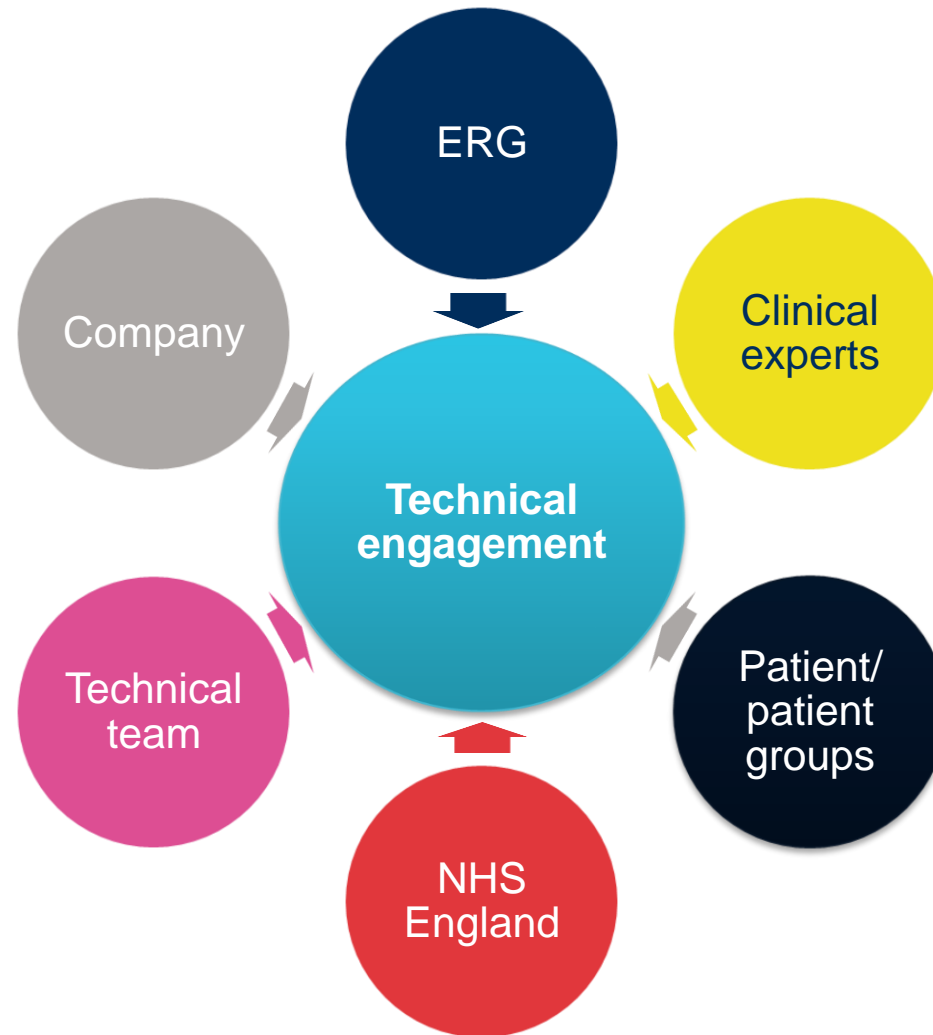 ERG
Company
Clinical
experts
Technical
engagement
Technical
team
Patient/
patient
groups
NHS
England